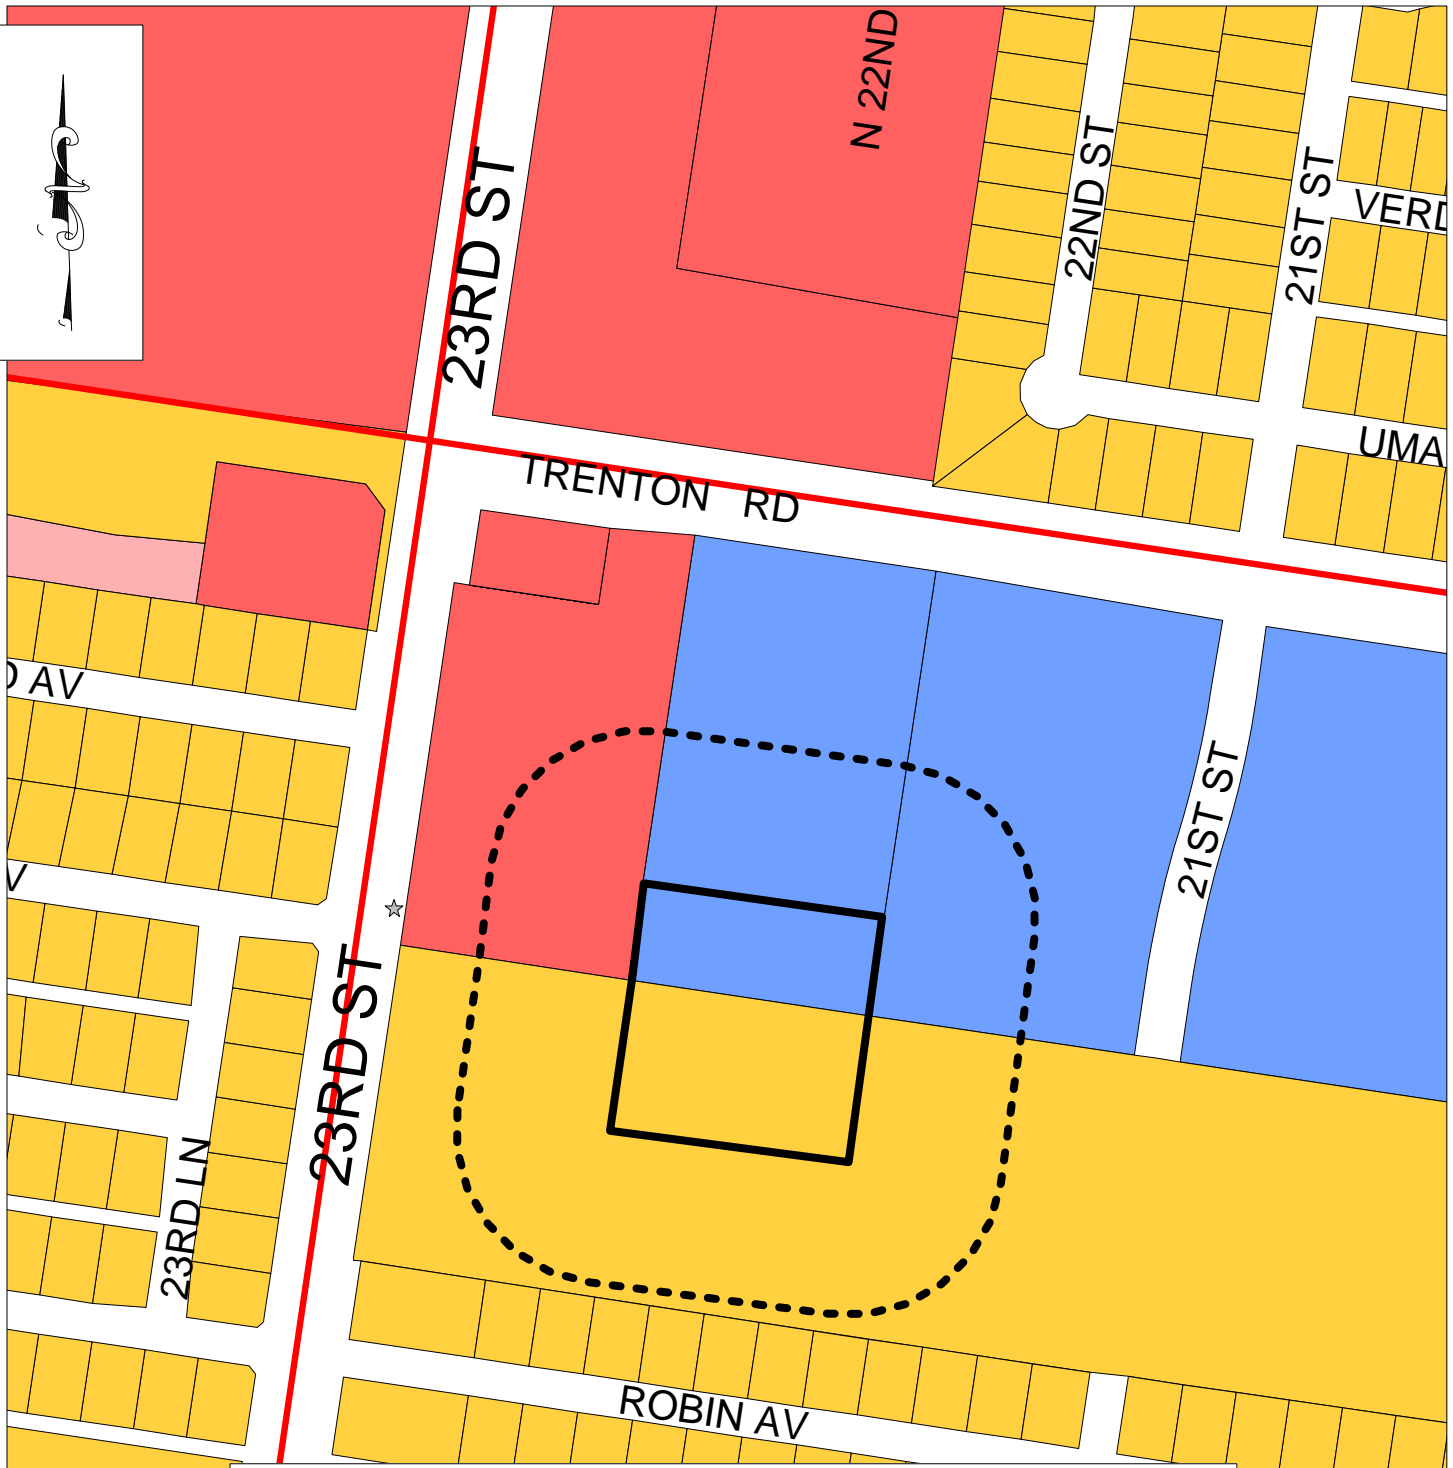 N 22ND
23RD ST
22ND ST
21ST ST
VERD
UMA
TRENTON RD
D AV
21ST ST
V
23RD ST
23RD LN
ROBIN AV